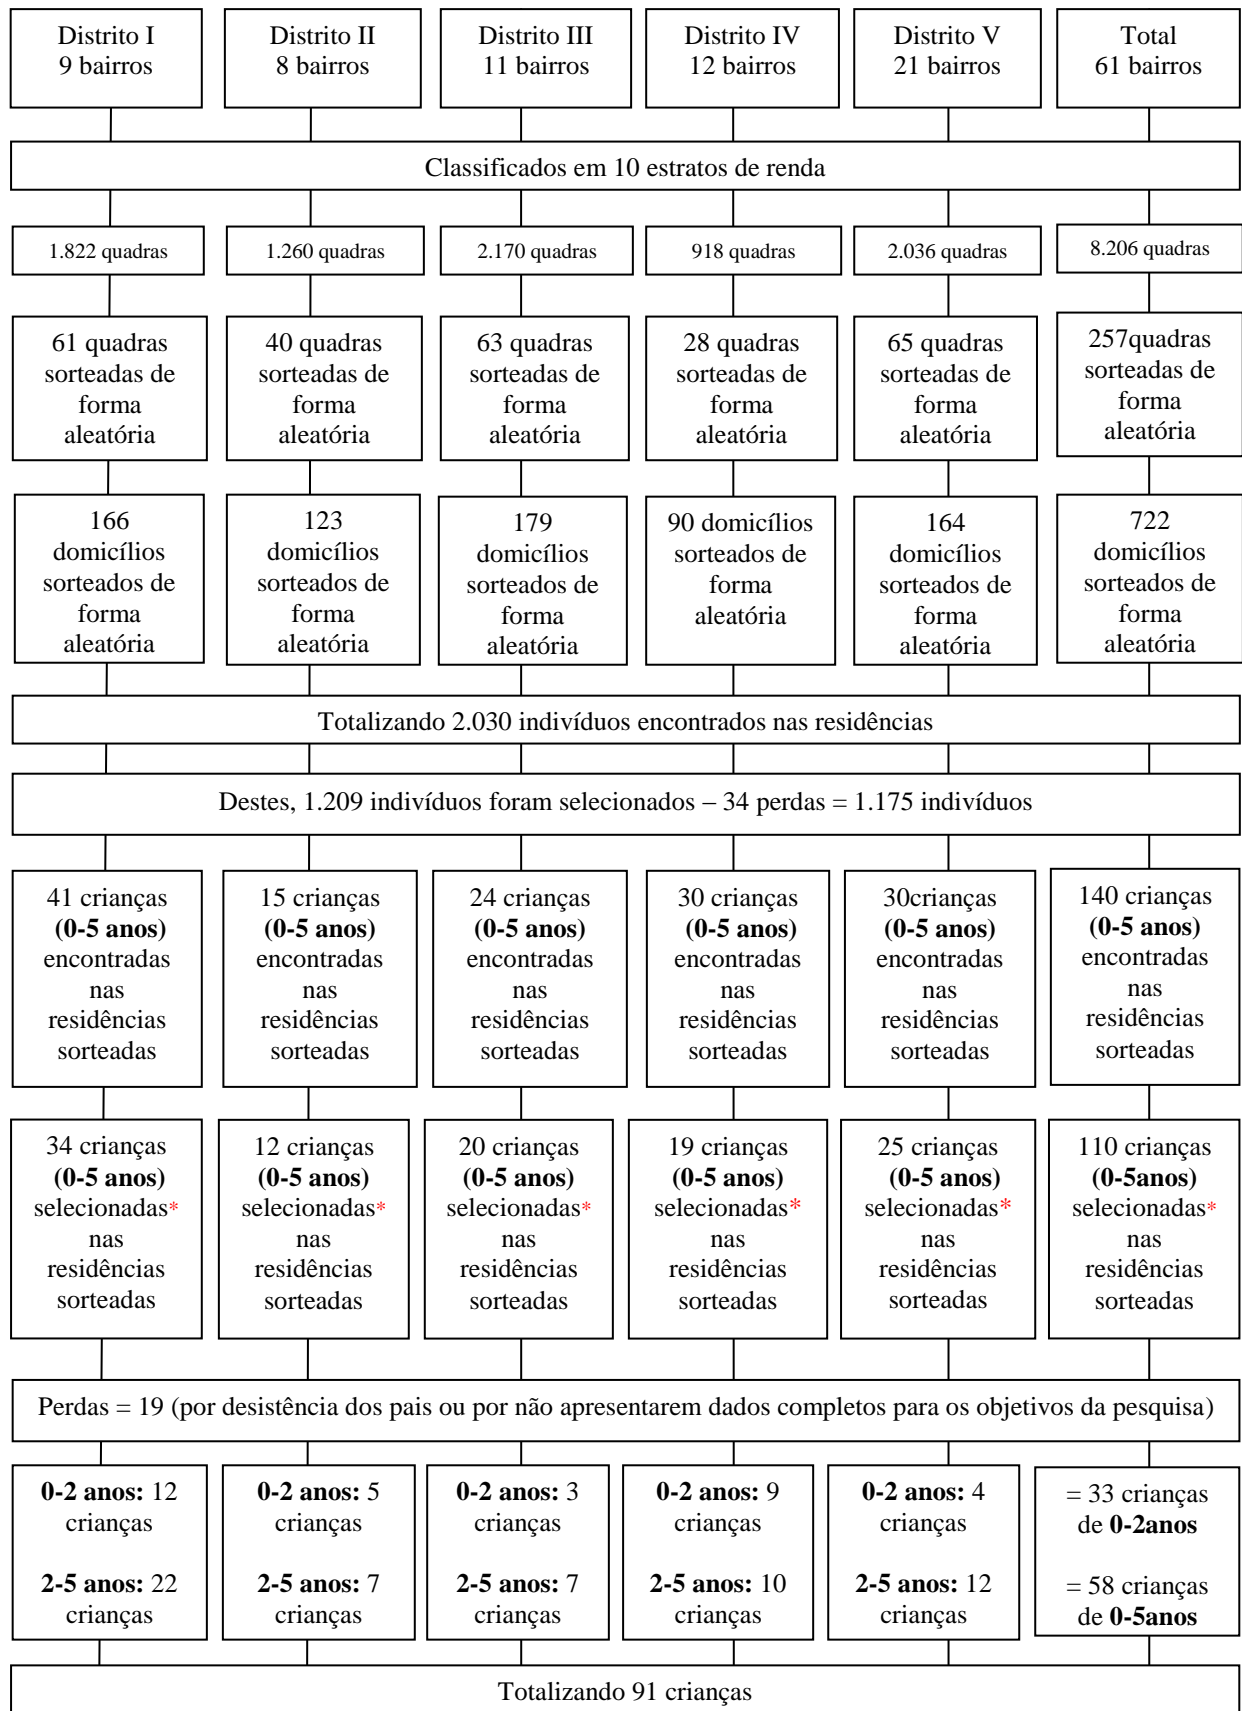 Distrito I
9 bairros
Distrito II
8 bairros
Distrito III
11 bairros
Distrito IV
12 bairros
Distrito V
21 bairros
Total
61 bairros
Classificados em 10 estratos de renda
1.822 quadras
1.260 quadras
2.170 quadras
918 quadras
2.036 quadras
8.206 quadras
61 quadras
sorteadas de
forma
aleatória
40 quadras
sorteadas de
forma
aleatória
63 quadras
sorteadas de
forma
aleatória
28 quadras
sorteadas de
forma
aleatória
65 quadras
sorteadas de
forma
aleatória
257quadras
sorteadas de
forma
aleatória
166
domicílios
sorteados de
forma
aleatória
123
domicílios
sorteados de
forma
aleatória
179
domicílios
sorteados de
forma
aleatória
90 domicílios
sorteados de
forma
aleatória
164
domicílios
sorteados de
forma
aleatória
722
domicílios
sorteados de
forma
aleatória
Totalizando 2.030 indivíduos encontrados nas residências
Destes, 1.209 indivíduos foram selecionados – 34 perdas = 1.175 indivíduos
41 crianças
(0-5 anos)
encontradas
nas
residências
sorteadas
15 crianças
(0-5 anos)
encontradas
nas
residências
sorteadas
24 crianças
(0-5 anos)
encontradas
nas
residências
sorteadas
30 crianças
(0-5 anos)
encontradas
nas
residências
sorteadas
30crianças
(0-5 anos)
encontradas
nas
residências
sorteadas
140 crianças
(0-5 anos)
encontradas
nas
residências
sorteadas
34 crianças
(0-5 anos)
selecionadas*
nas
residências
sorteadas
12 crianças
(0-5 anos)
selecionadas*
nas
residências
sorteadas
20 crianças
(0-5 anos)
selecionadas*
nas
residências
sorteadas
19 crianças
(0-5 anos)
selecionadas*
nas
residências
sorteadas
25 crianças
(0-5 anos)
selecionadas*
nas
residências
sorteadas
110 crianças
(0-5anos)
selecionadas*
nas
residências
sorteadas
Perdas = 19 (por desistência dos pais ou por não apresentarem dados completos para os objetivos da pesquisa)
0-2 anos: 12
crianças
2-5 anos: 22
crianças
0-2 anos: 5
crianças
2-5 anos: 7
crianças
0-2 anos: 3
crianças
2-5 anos: 7
crianças
0-2 anos: 9
crianças
2-5 anos: 10
crianças
0-2 anos: 4
crianças
2-5 anos: 12
crianças
= 33 crianças
de 0-2anos
= 58 crianças
de 0-5anos
Totalizando 91 crianças